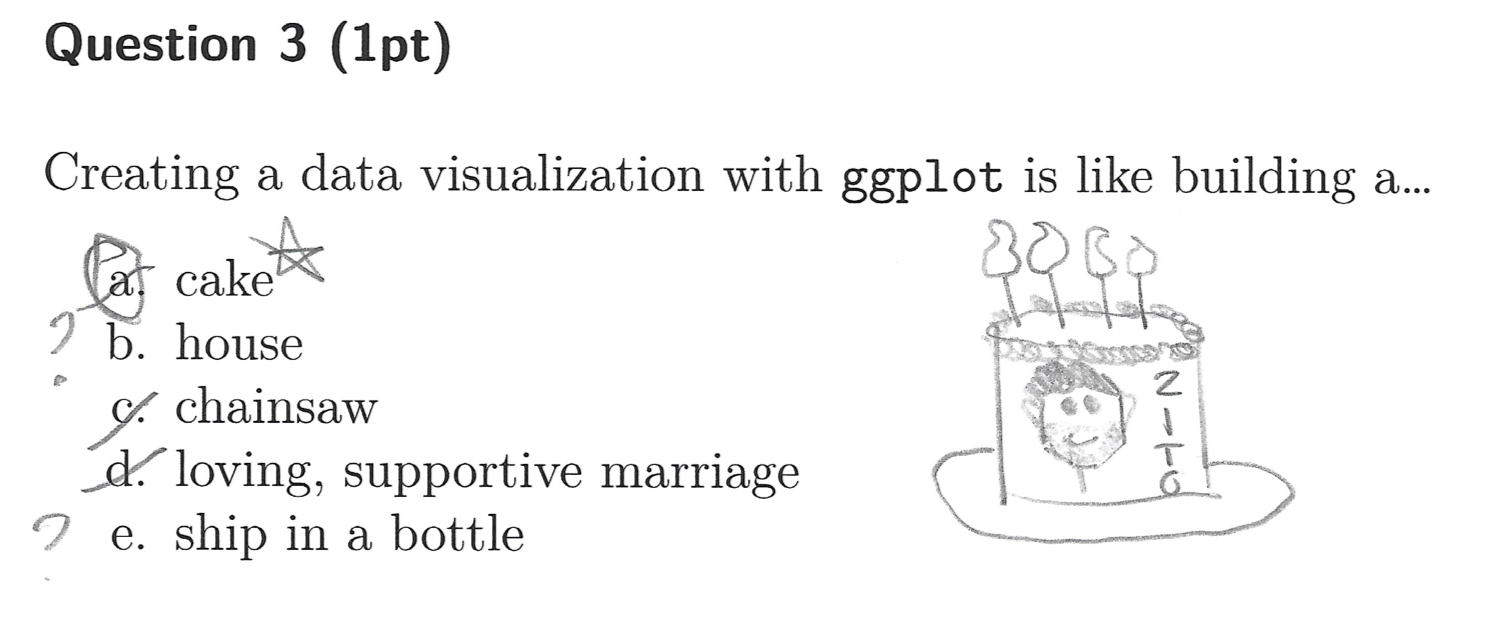 Question 3 (1pt)
Creating a data visualization with ggplot is like building a...
a. cake
? b. house
c. chainsaw
d. loving, supportive marriage
? e. ship in a bottle
ZITO